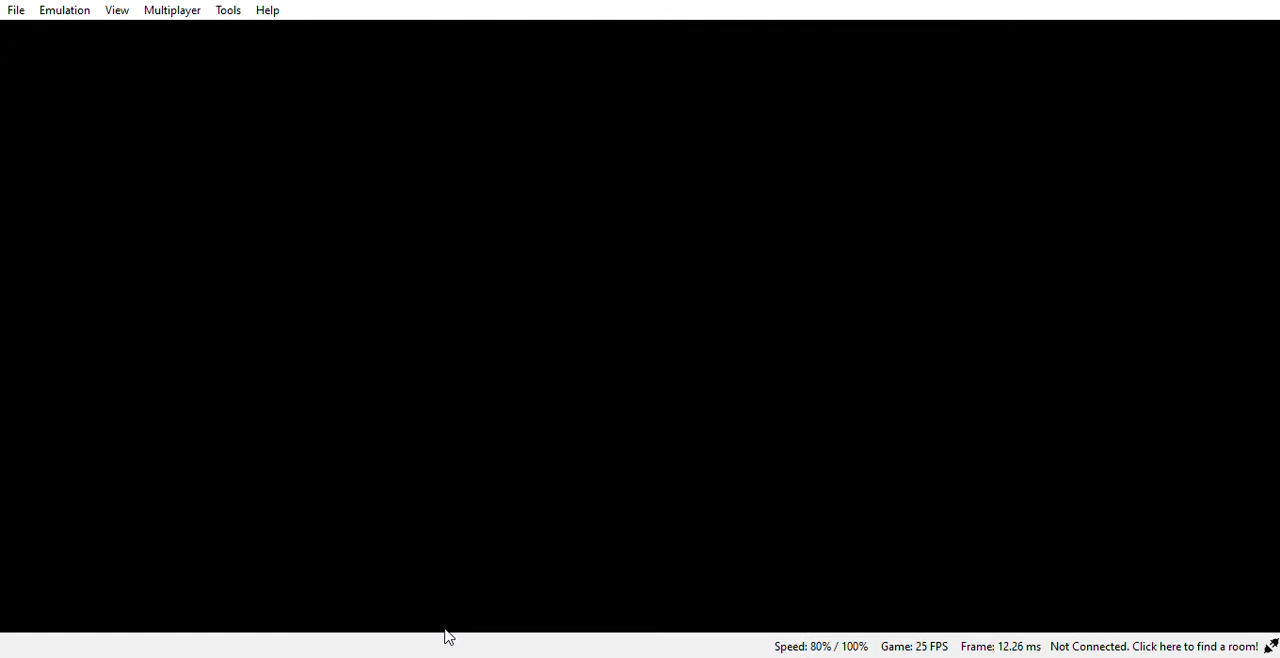 File Emulation View Multiplayer Tools Help
Speed: 80% / 100% Game: 25 FPS Frame: 12.26 ms Not Connected. Click here to find a room!